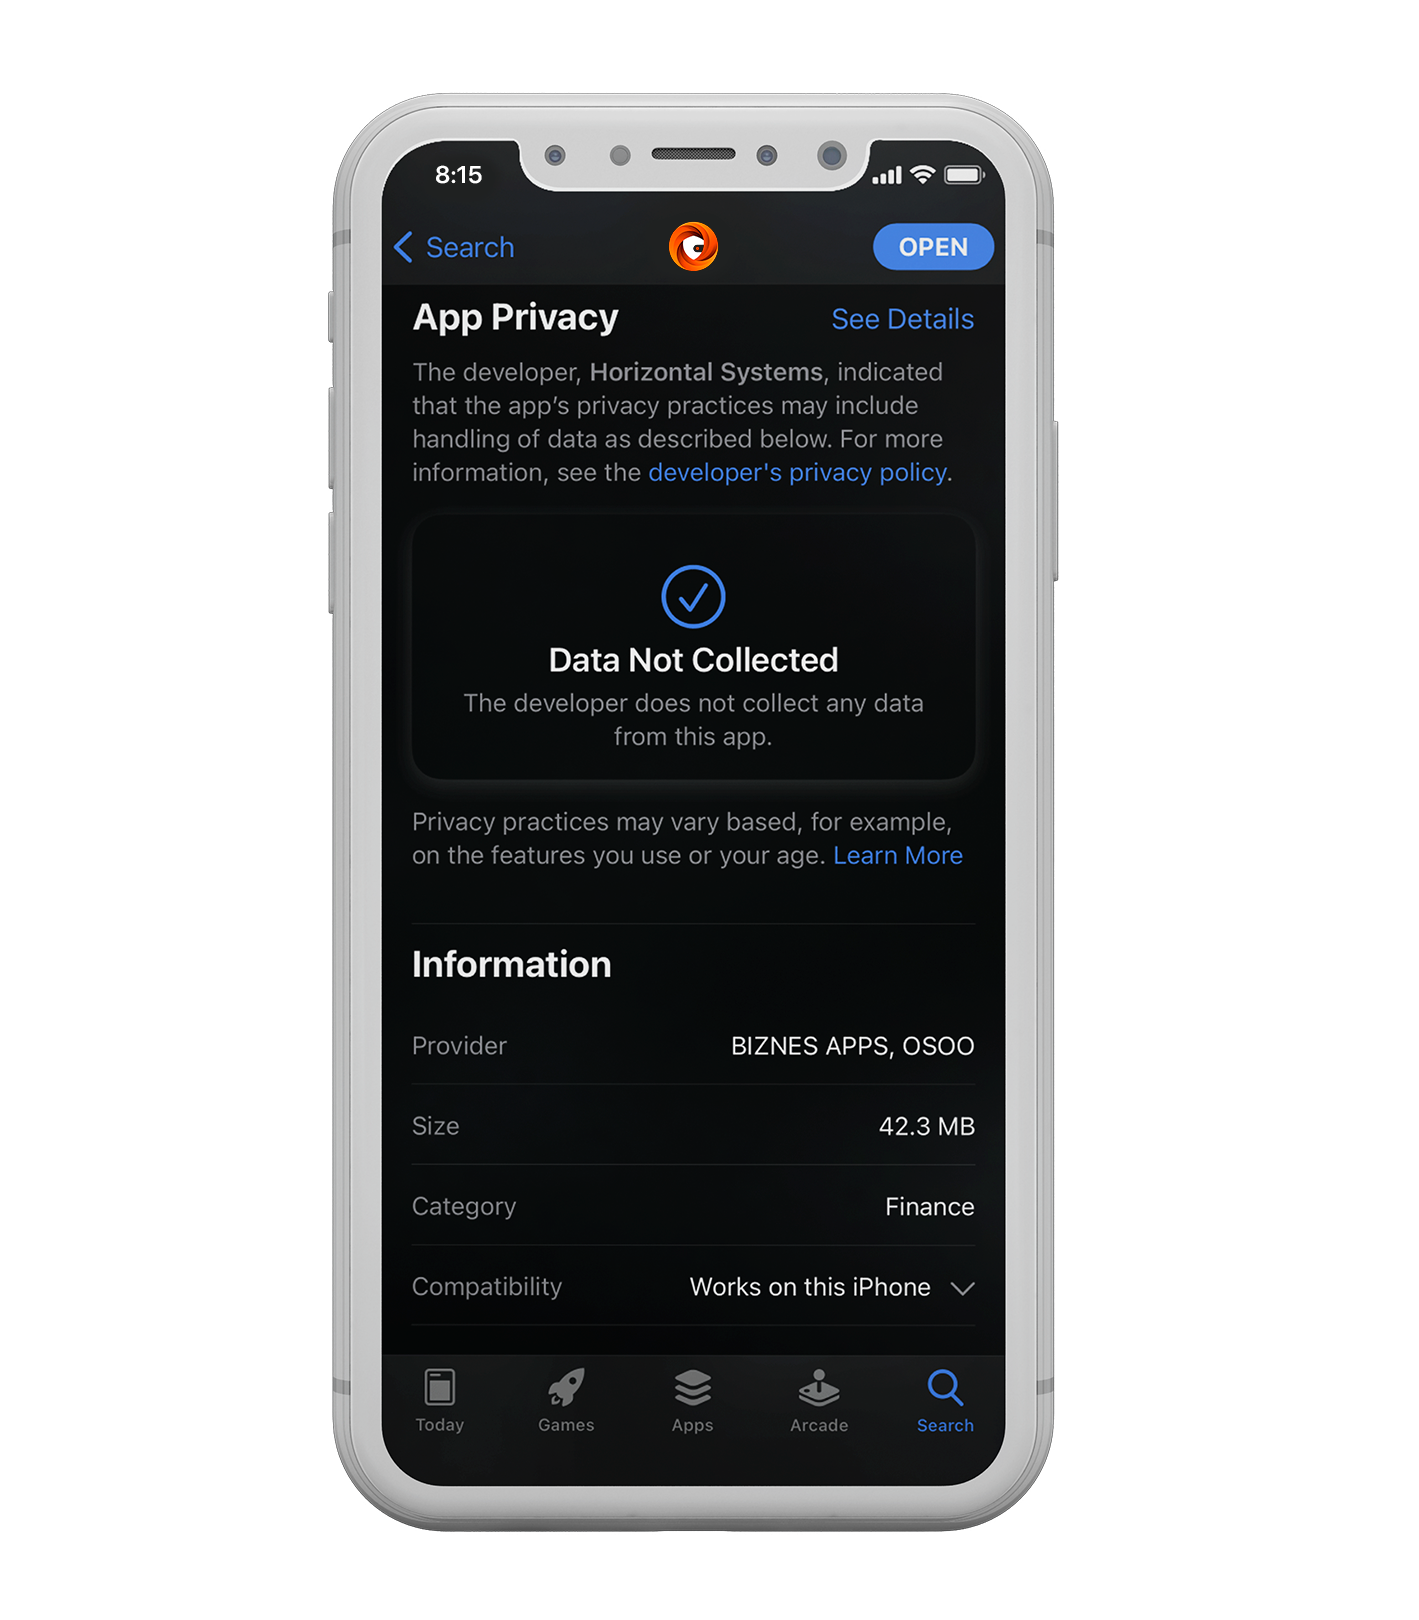 8:15
Search
OPEN
App Privacy
See Details
The developer, Horizontal Systems, indicated
that the app’s privacy practices may include
handling of data as described below. For more
information, see the developer's privacy policy.
Data Not Collected
The developer does not collect any data
from this app.
Privacy practices may vary based, for example,
on the features you use or your age. Learn More
Information
Provider
BIZNES APPS, OSOO
Size
42.3 MB
Category
Finance
Compatibility
Works on this iPhone
Today
Games
Apps
Arcade
Search